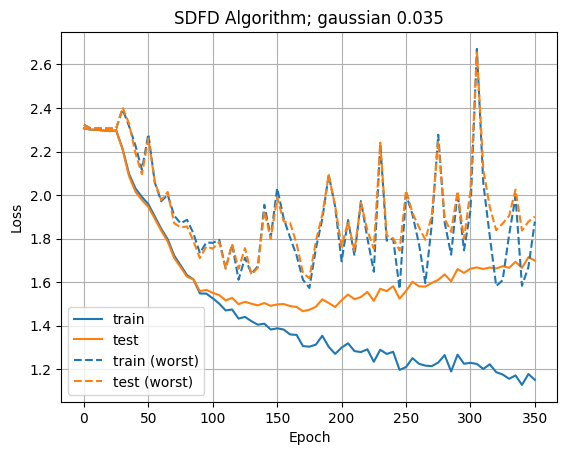 SDFD Algorithm; gaussian 0.035
Loss
2.6
2.4
2.2
2.0
1.8
1.6
1.4
1.2
train
test
train (worst)
test (worst)
0 50 100 150 200 250 300 350
Epoch